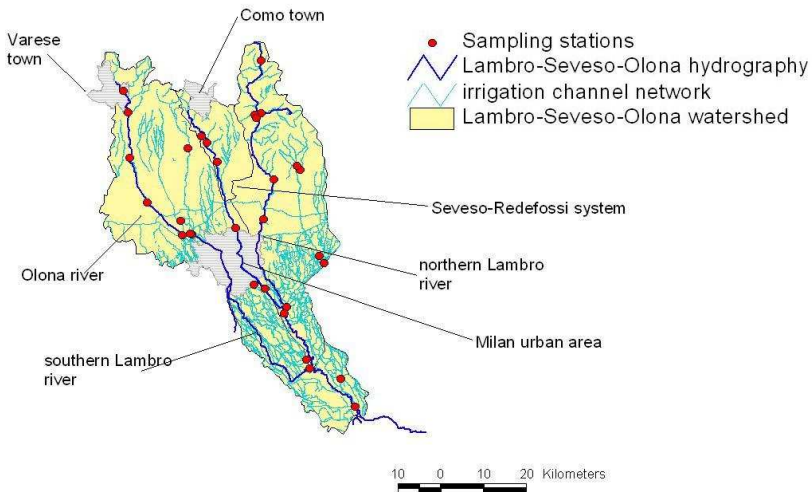 Como town
Varese
town
Sampling stations
Lambro-Seveso-Olona hydrography
irrigation channel network
Lambro-Seveso-Olona watershed
Seveso-Redefossi system
Olona river
northern Lambro
river
Milan urban area
southern Lambro
river
10 0 10 20 Kilometers